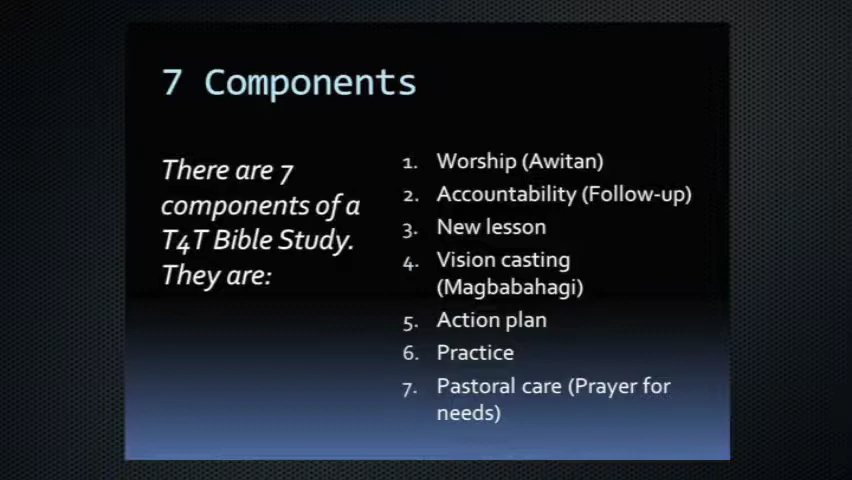 7 Components
There are 7
components of a
T4T Bible Study.
They are:
1. Worship (Awitan)
2. Accountability (Follow-up)
3. New lesson
4. Vision casting
(Magbabahagi)
5. Action plan
6. Practice
7. Pastoral care (Prayer for
needs)